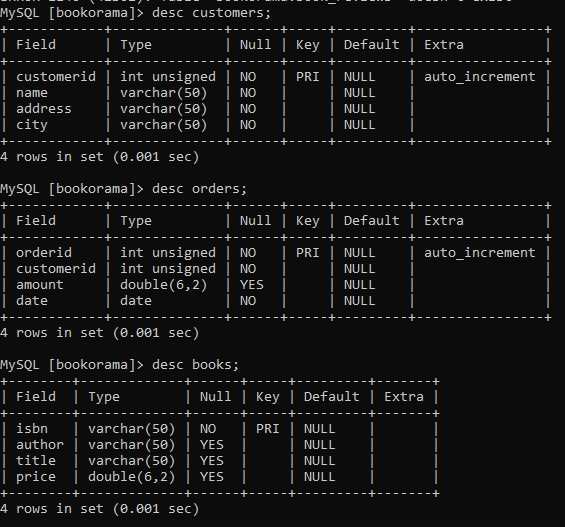 MySQL [bookorama]> desc customers;
+------------+--------------+------+-----+---------+----------------+
| Field      | Type         | Null | Key | Default | Extra          |
+------------+--------------+------+-----+---------+----------------+
| customerid | int unsigned | NO   | PRI | NULL    | auto_increment |
| name       | varchar(50)  | NO   |     | NULL    |                |
| address    | varchar(50)  | NO   |     | NULL    |                |
| city       | varchar(50)  | NO   |     | NULL    |                |
+------------+--------------+------+-----+---------+----------------+
4 rows in set (0.001 sec)
MySQL [bookorama]> desc orders;
+------------+--------------+------+-----+---------+----------------+
| Field      | Type         | Null | Key | Default | Extra          |
+------------+--------------+------+-----+---------+----------------+
| orderid    | int unsigned | NO   | PRI | NULL    | auto_increment |
| customerid | int unsigned | NO   |     | NULL    |                |
| amount     | double(6,2)  | YES  |     | NULL    |                |
| date       | date         | NO   |     | NULL    |                |
+------------+--------------+------+-----+---------+----------------+
4 rows in set (0.001 sec)
MySQL [bookorama]> desc books;
+--------+-------------+------+-----+---------+-------+
| Field  | Type        | Null | Key | Default | Extra |
+--------+-------------+------+-----+---------+-------+
| isbn   | varchar(50) | NO   | PRI | NULL    |       |
| author | varchar(50) | YES  |     | NULL    |       |
| title  | varchar(50) | YES  |     | NULL    |       |
| price  | double(6,2) | YES  |     | NULL    |       |
+--------+-------------+------+-----+---------+-------+
4 rows in set (0.001 sec)